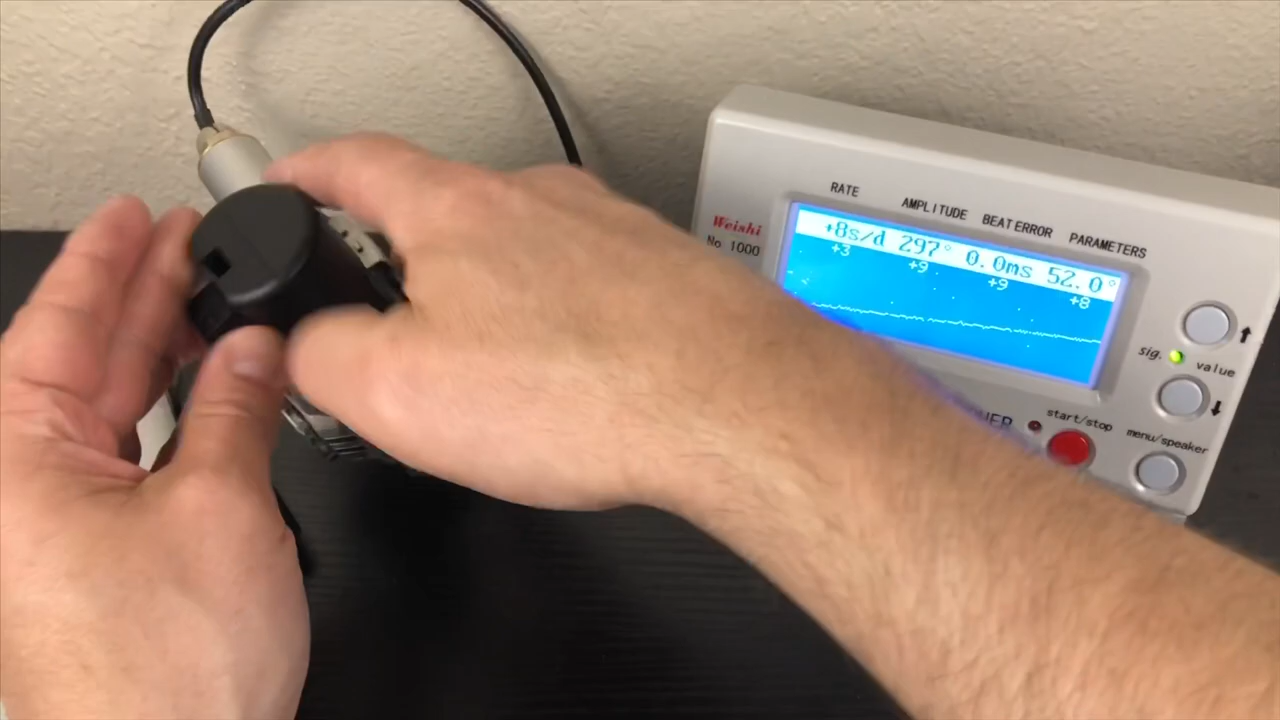 RATE AMPLITUDE BEAT ERROR PARAMETERS
Weishi
No 1000
+8s/d 297° 0.0ms 52.0°
+3 +9 +9 +8
sig.
value
start/stop
menu/speaker